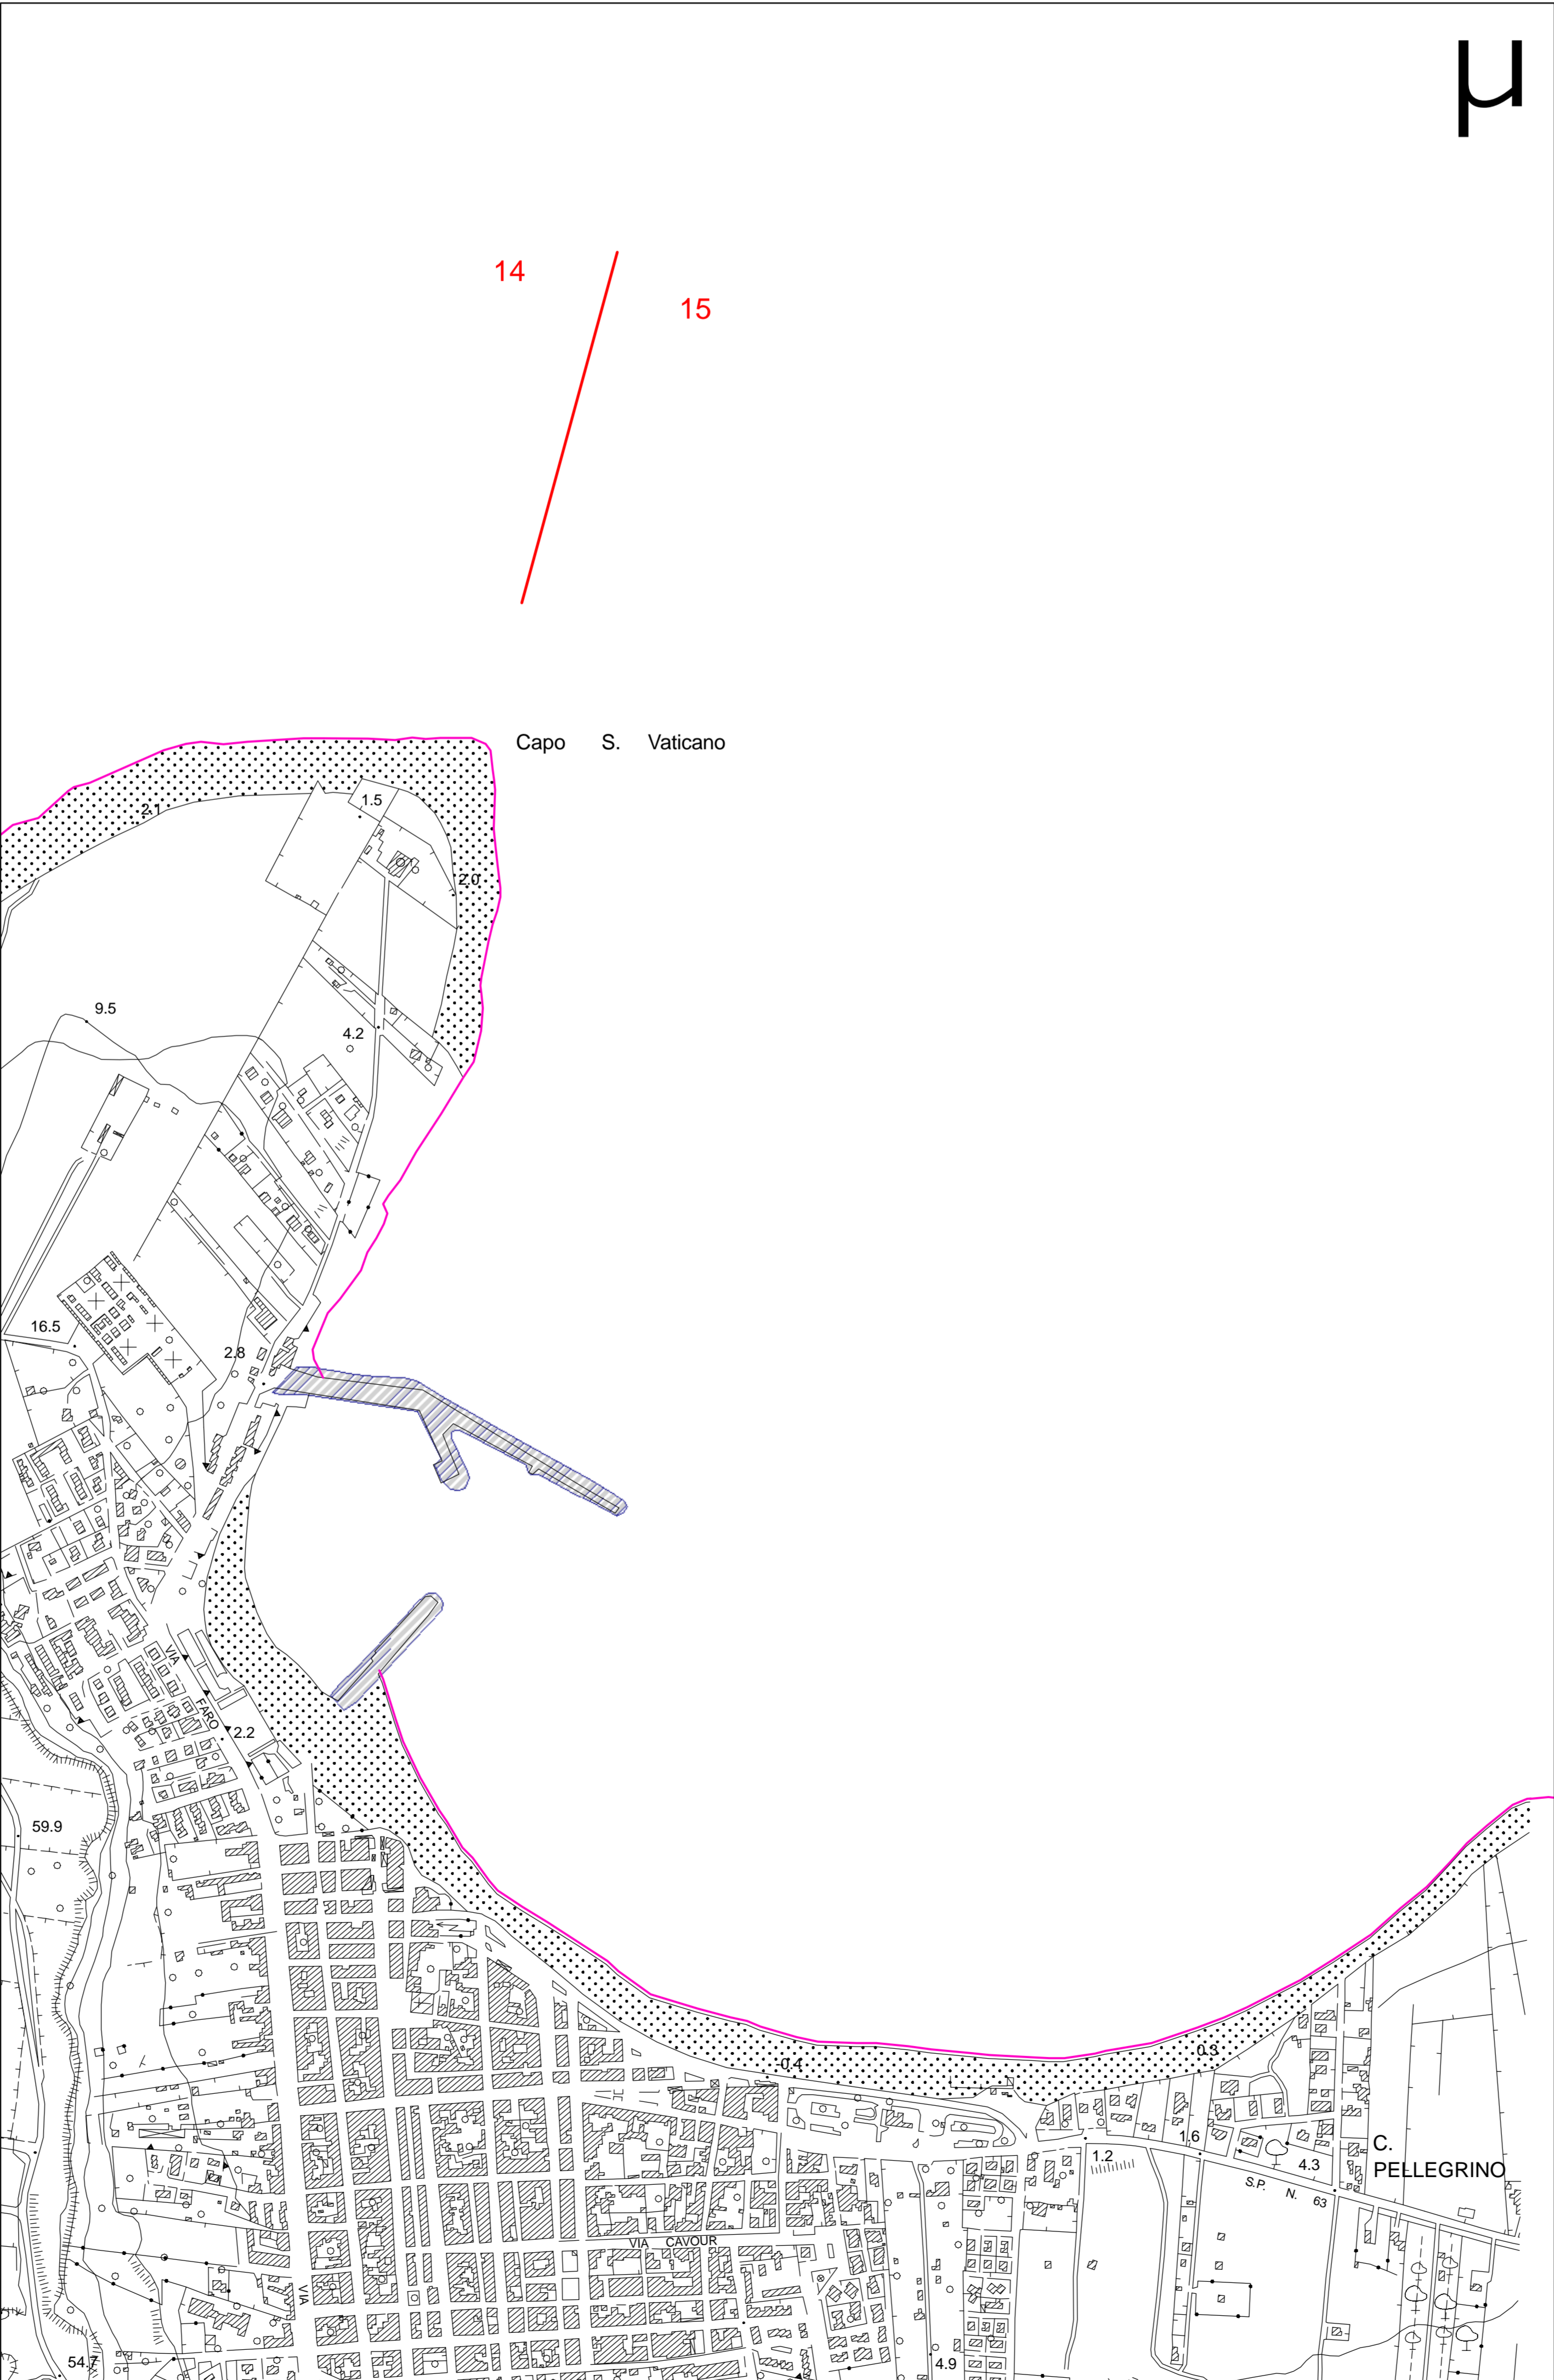 µ
14
15
Capo S. Vaticano
1.5
2.1
2.0
9.5
4.2
16.5
2.8
VIA FARO
2.2
59.9
0.4
0.3
1.6
1.2
4.3
C.
PELLEGRINO
S.P. N. 63
VIA CAVOUR
VIA
54.7
4.9